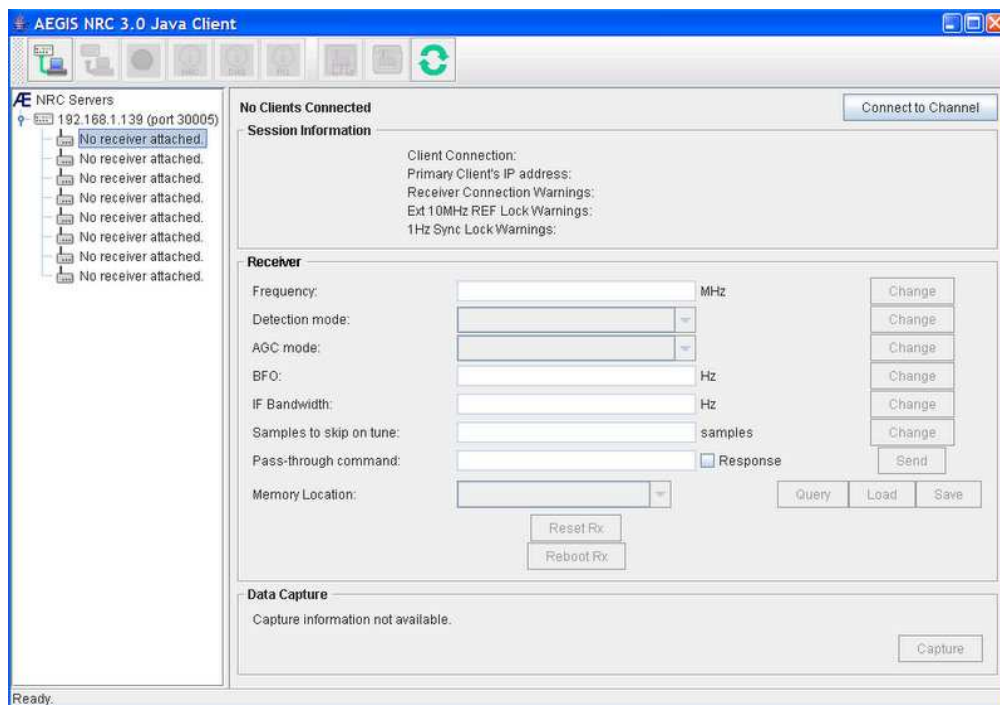 AEGIS NRC 3.0 Java Client
Æ NRC Servers
192.168.1.139 (port 30005)
No receiver attached.
No receiver attached.
No receiver attached.
No receiver attached.
No receiver attached.
No receiver attached.
No receiver attached.
No receiver attached.
No Clients Connected Connect to Channel
Session Information
Client Connection:
Primary Client's IP address:
Receiver Connection Warnings:
Ext 10MHz REF Lock Warnings:
1Hz Sync Lock Warnings:
Receiver
Frequency: MHz Change
Detection mode: Change
AGC mode: Change
BFO: Hz Change
IF Bandwidth: Hz Change
Samples to skip on tune: samples Change
Pass-through command: Response Send
Memory Location: Query Load Save
Reset Rx
Reboot Rx
Data Capture
Capture information not available.
Capture
Ready.